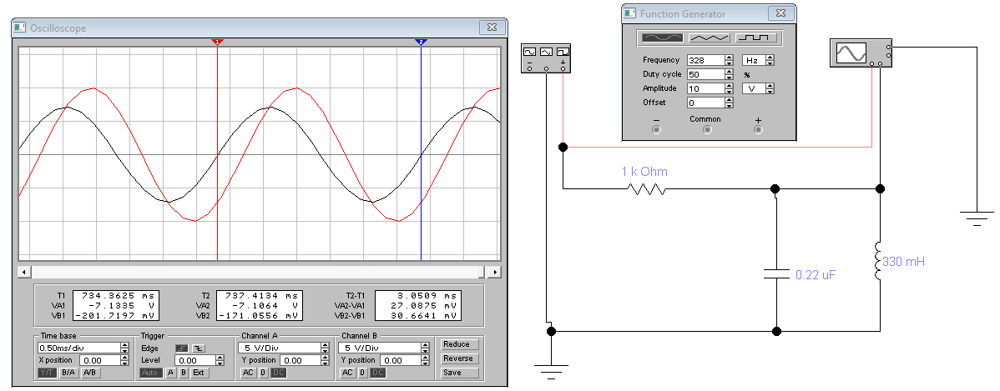 Oscilloscope
1
2
T1 734.3625 ms T2 737.4134 ms T2-T1 3.0509 ms
VA1 -7.1335 V VA2 -7.1064 V VA2-VA1 27.0875 mV
VB1 -201.7197 mV VB2 -171.0556 mV VB2-VB1 30.6641 mV
Time base Trigger Channel A Channel B Reduce
0.50ms/div Edge 5 V/Div 5 V/Div
X position 0.00 Level 0.00 Y position 0.00 Y position 0.00 Reverse
Y/T B/A A/B Auto A B Ext AC 0 DC AC 0 DC Save
Function Generator
Frequency 328 Hz
Duty cycle 50 %
Amplitude 10 V
Offset 0
− Common +
− +
1 k Ohm
0.22 uF
330 mH